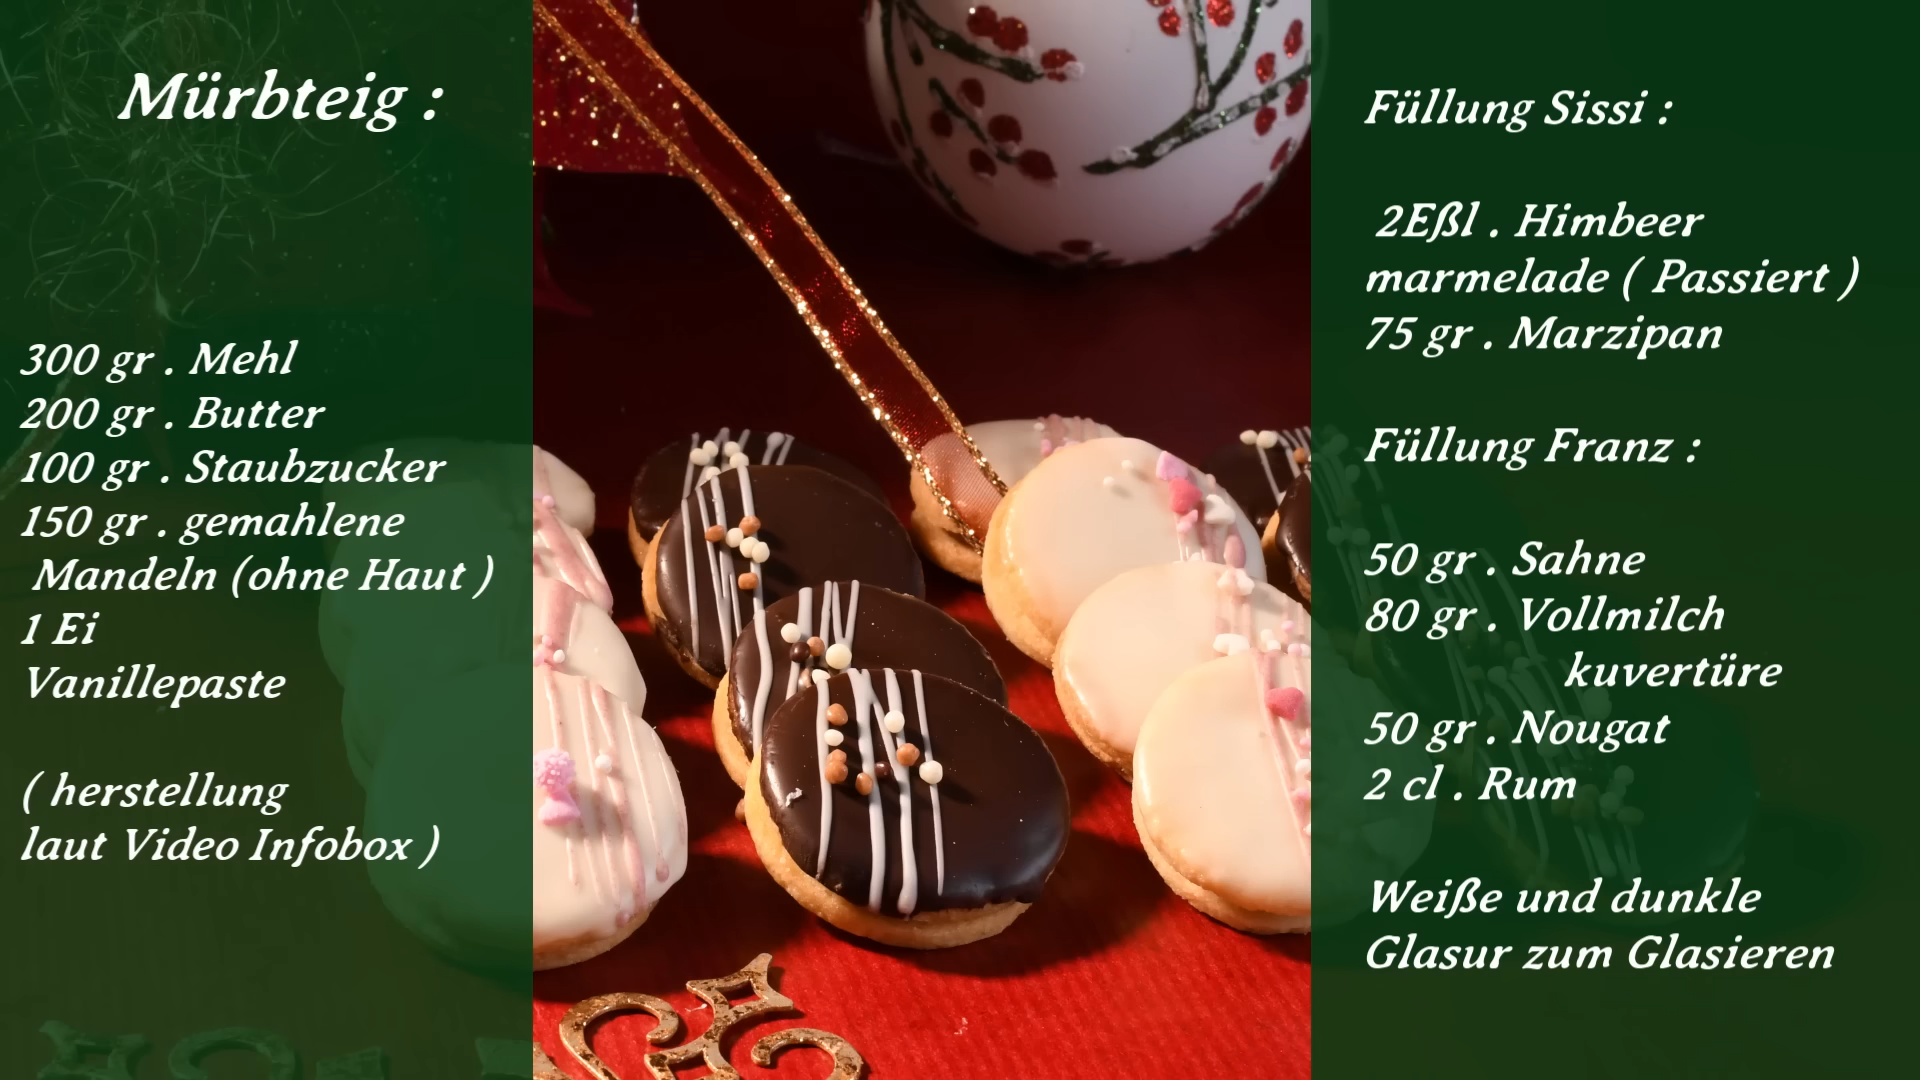 Mürbteig :
300 gr . Mehl
200 gr . Butter
100 gr . Staubzucker
150 gr . gemahlene
Mandeln (ohne Haut )
1 Ei
Vanillepaste
( herstellung
laut Video Infobox )
Füllung Sissi :
2Eßl . Himbeer
marmelade ( Passiert )
75 gr . Marzipan
Füllung Franz :
50 gr . Sahne
80 gr . Vollmilch
kuvertüre
50 gr . Nougat
2 cl . Rum
Weiße und dunkle
Glasur zum Glasieren